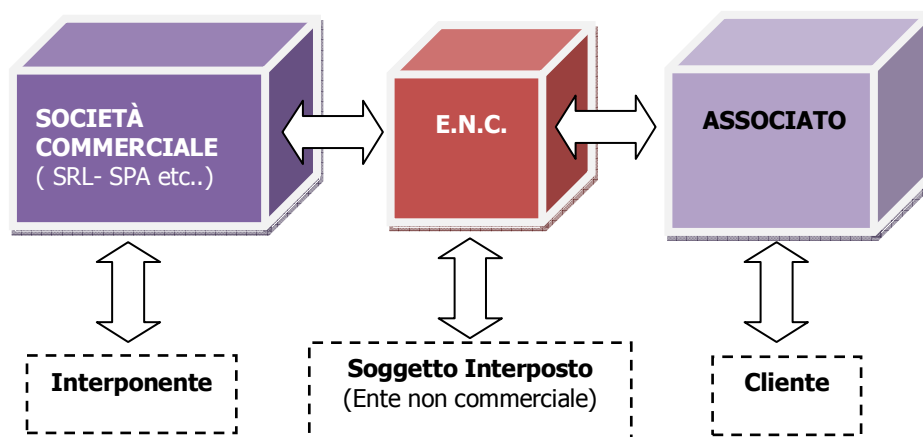 SOCIETÀ
COMMERCIALE
( SRL- SPA etc..)
E.N.C.
ASSOCIATO
Interponente
Soggetto Interposto
(Ente non commerciale)
Cliente